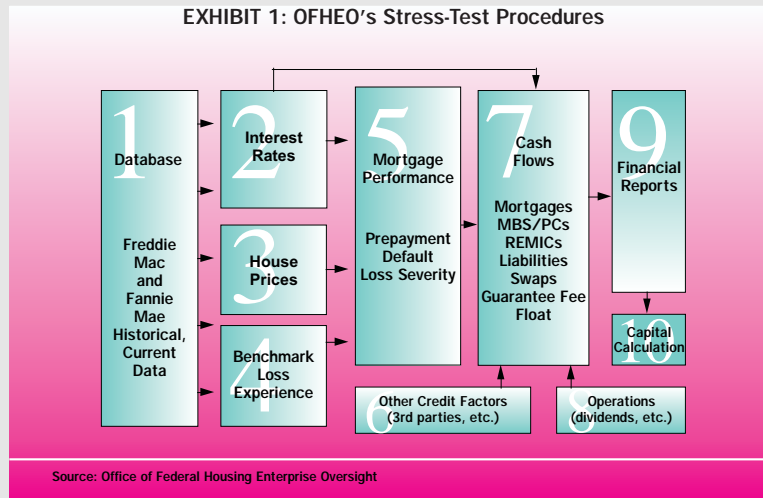 EXHIBIT 1: OFHEO's Stress-Test Procedures
1
Database
Freddie
Mac
and
Fannie
Mae
Historical,
Current
Data
2
Interest
Rates
3
House
Prices
4
Benchmark
Loss
Experience
5
Mortgage
Performance
Prepayment
Default
Loss Severity
6
Other Credit Factors
(3rd parties, etc.)
7
Cash
Flows
Mortgages
MBS/PCs
REMICs
Liabilities
Swaps
Guarantee Fee
Float
8
Operations
(dividends, etc.)
9
Financial
Reports
10
Capital
Calculation
Source: Office of Federal Housing Enterprise Oversight